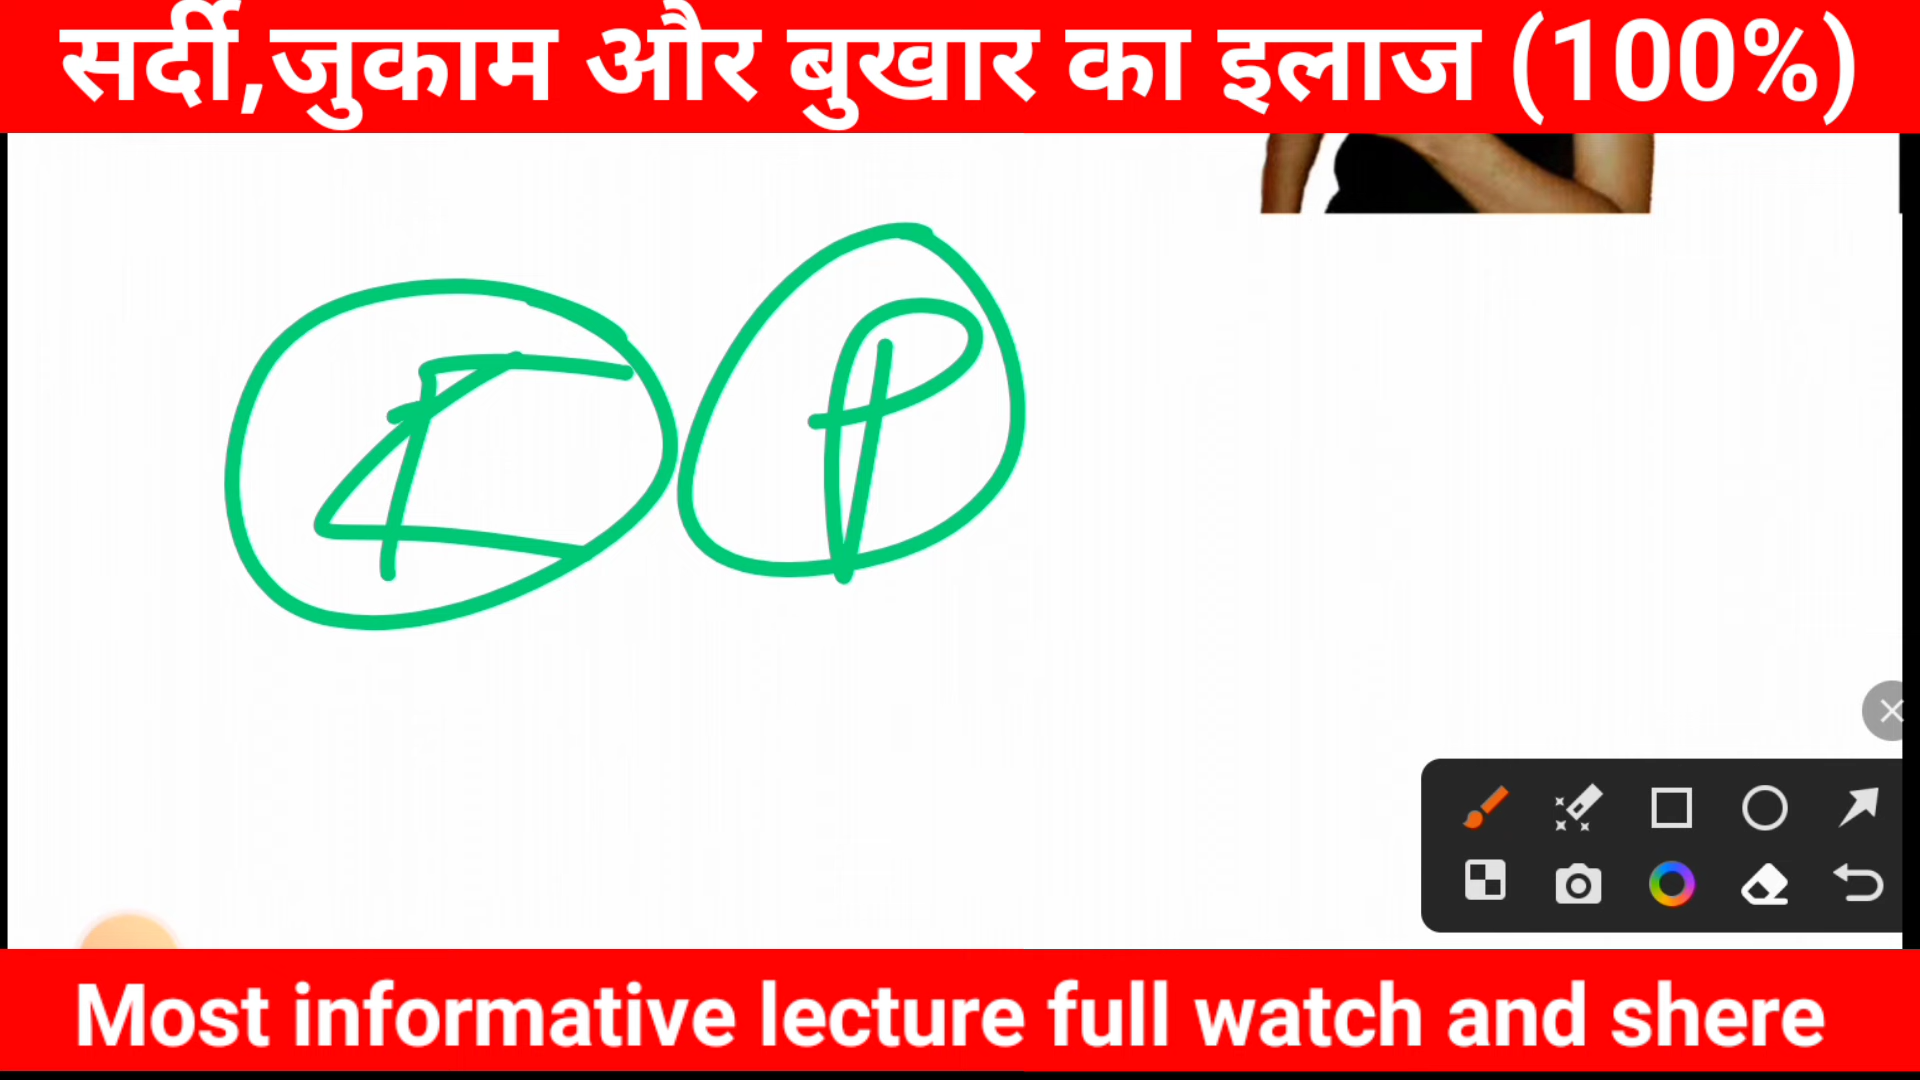 सर्दी,जुकाम और बुखार का इलाज (100%)
P
Most informative lecture full watch and shere